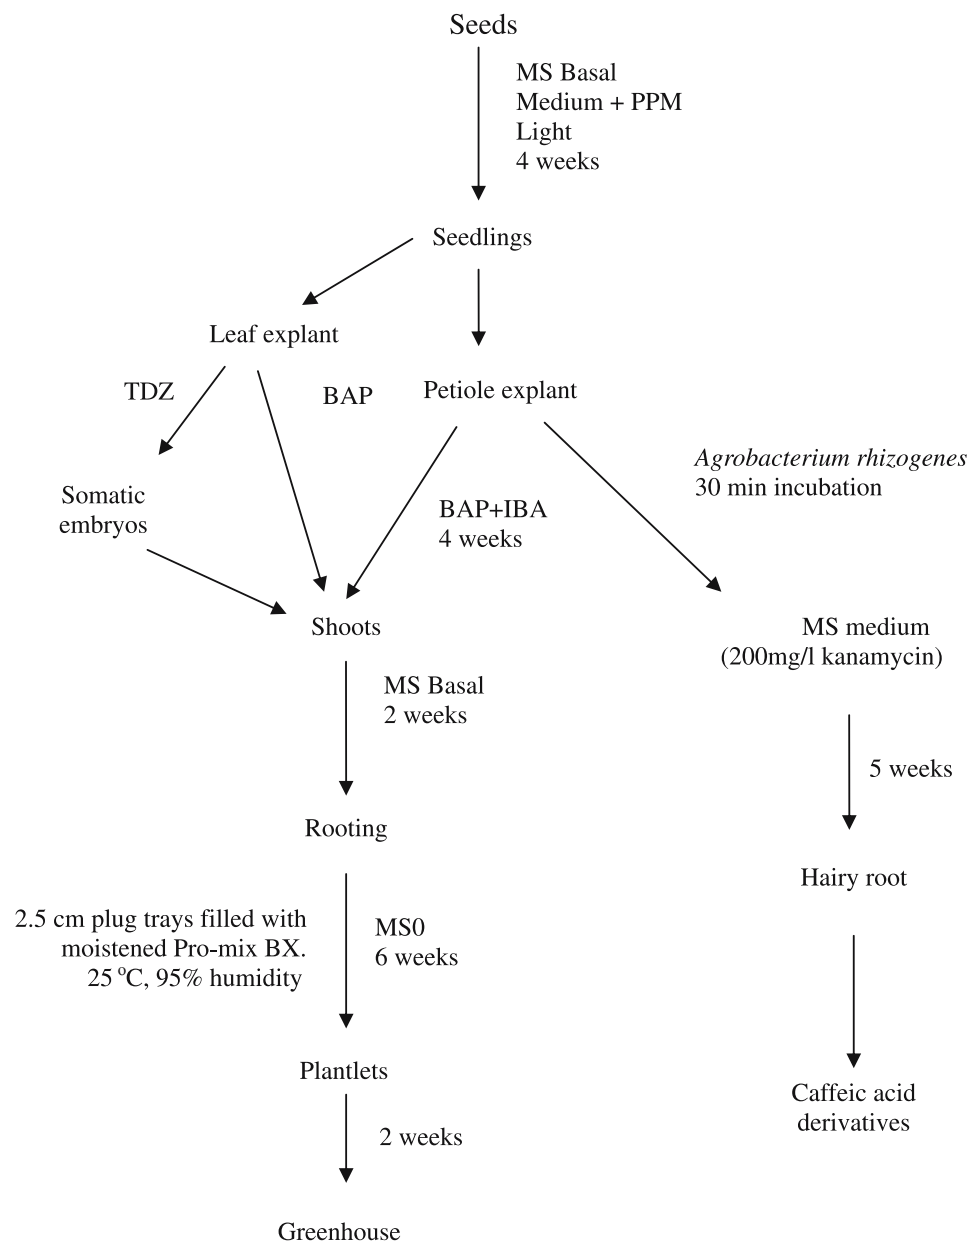 Seeds
MS Basal
Medium + PPM
Light
4 weeks
Seedlings
Leaf explant
TDZ
BAP
Petiole explant
Agrobacterium rhizogenes
30 min incubation
Somatic
embryos
BAP+IBA
4 weeks
Shoots
MS medium
(200mg/l kanamycin)
MS Basal
2 weeks
5 weeks
Rooting
Hairy root
2.5 cm plug trays filled with
moistened Pro-mix BX.
25 °C, 95% humidity
MS0
6 weeks
Plantlets
Caffeic acid
derivatives
2 weeks
Greenhouse